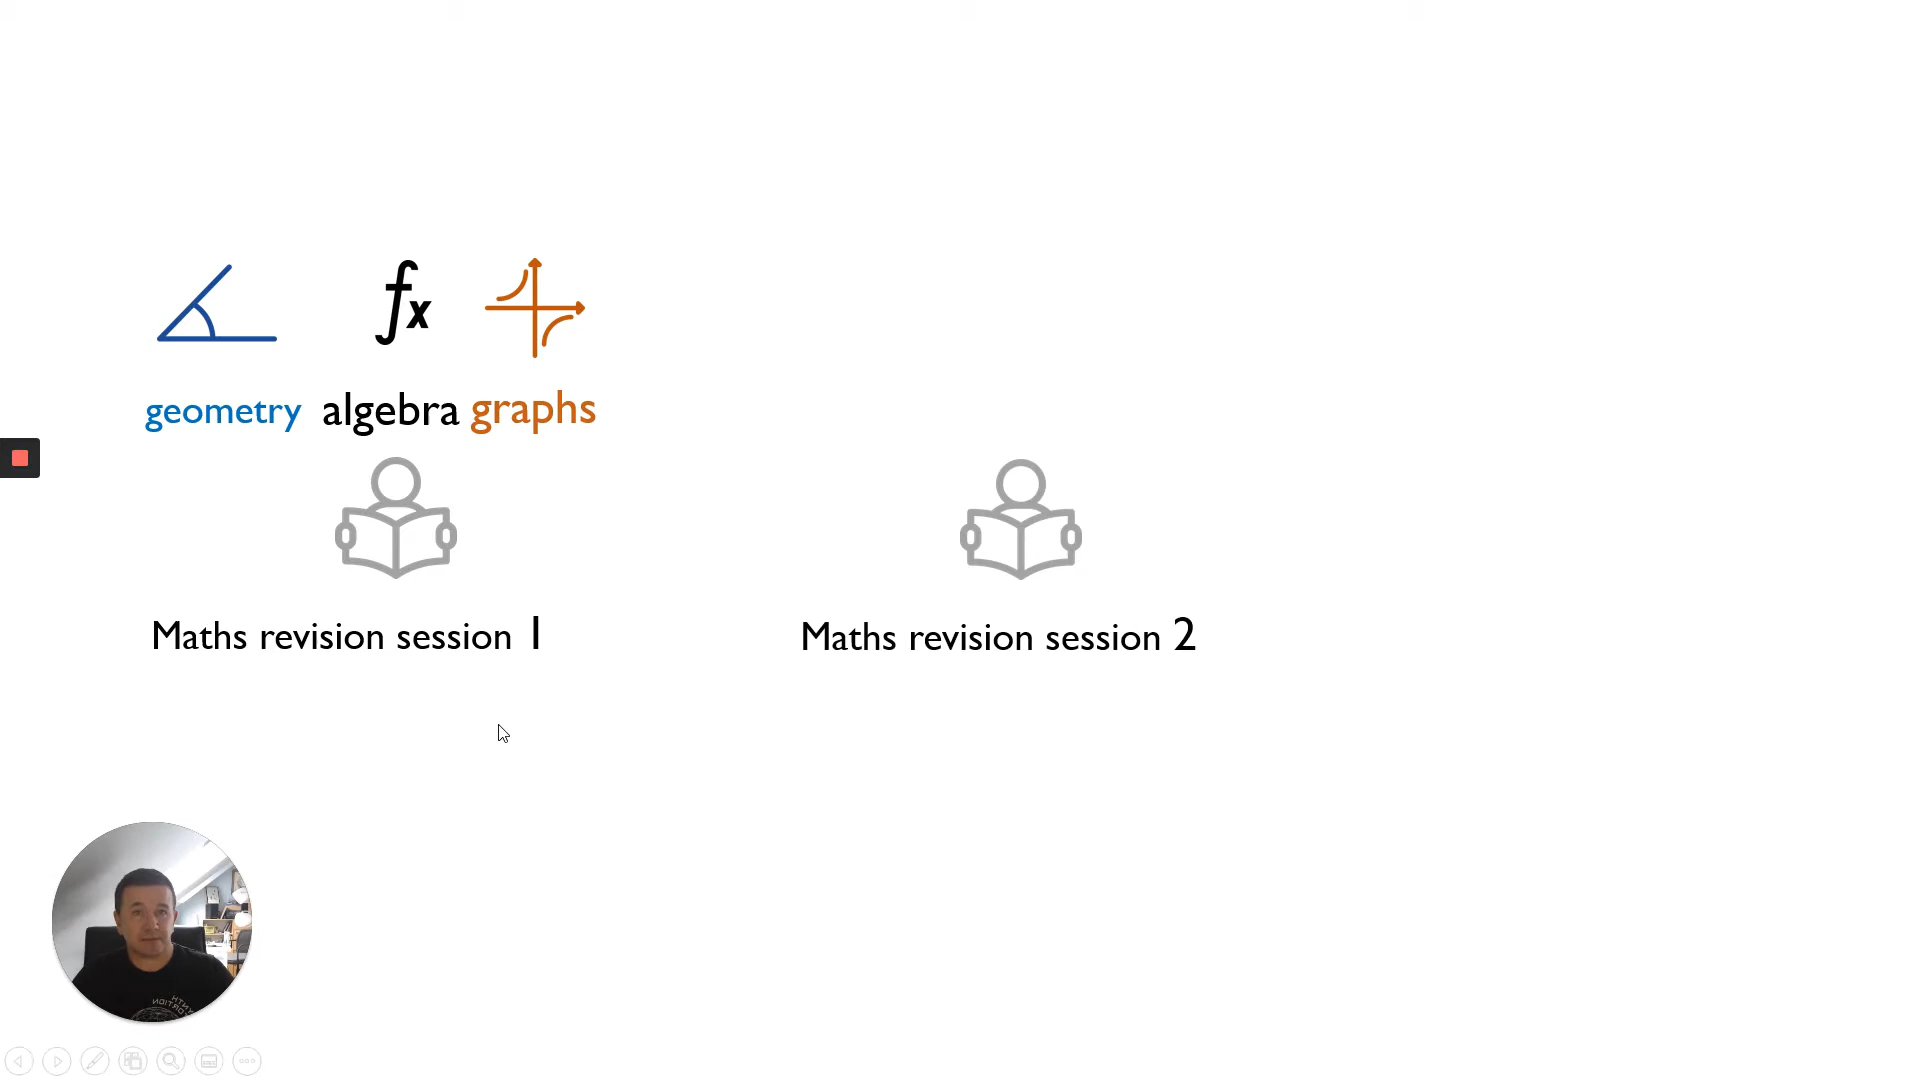 fx
geometry algebra graphs
Maths revision session 1
Maths revision session 2